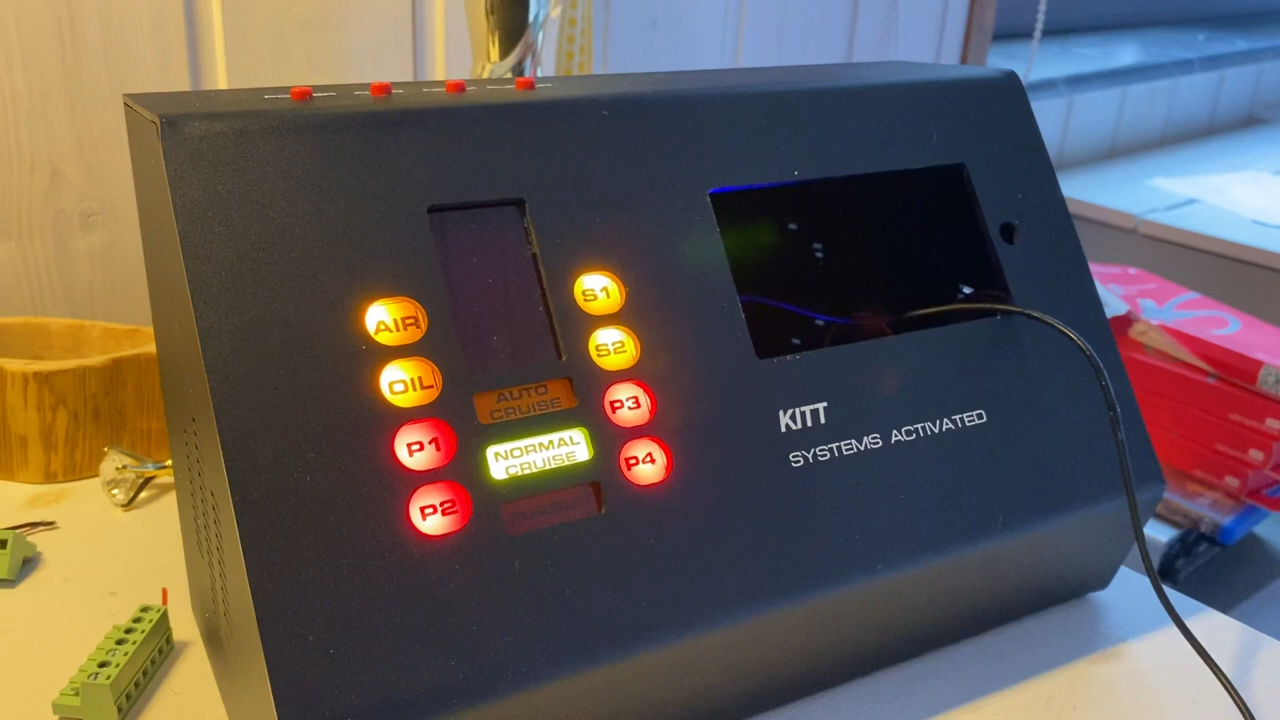 AIR
OIL
P1
P2
AUTO
CRUISE
NORMAL
CRUISE
S1
S2
P3
P4
KITT
SYSTEMS ACTIVATED